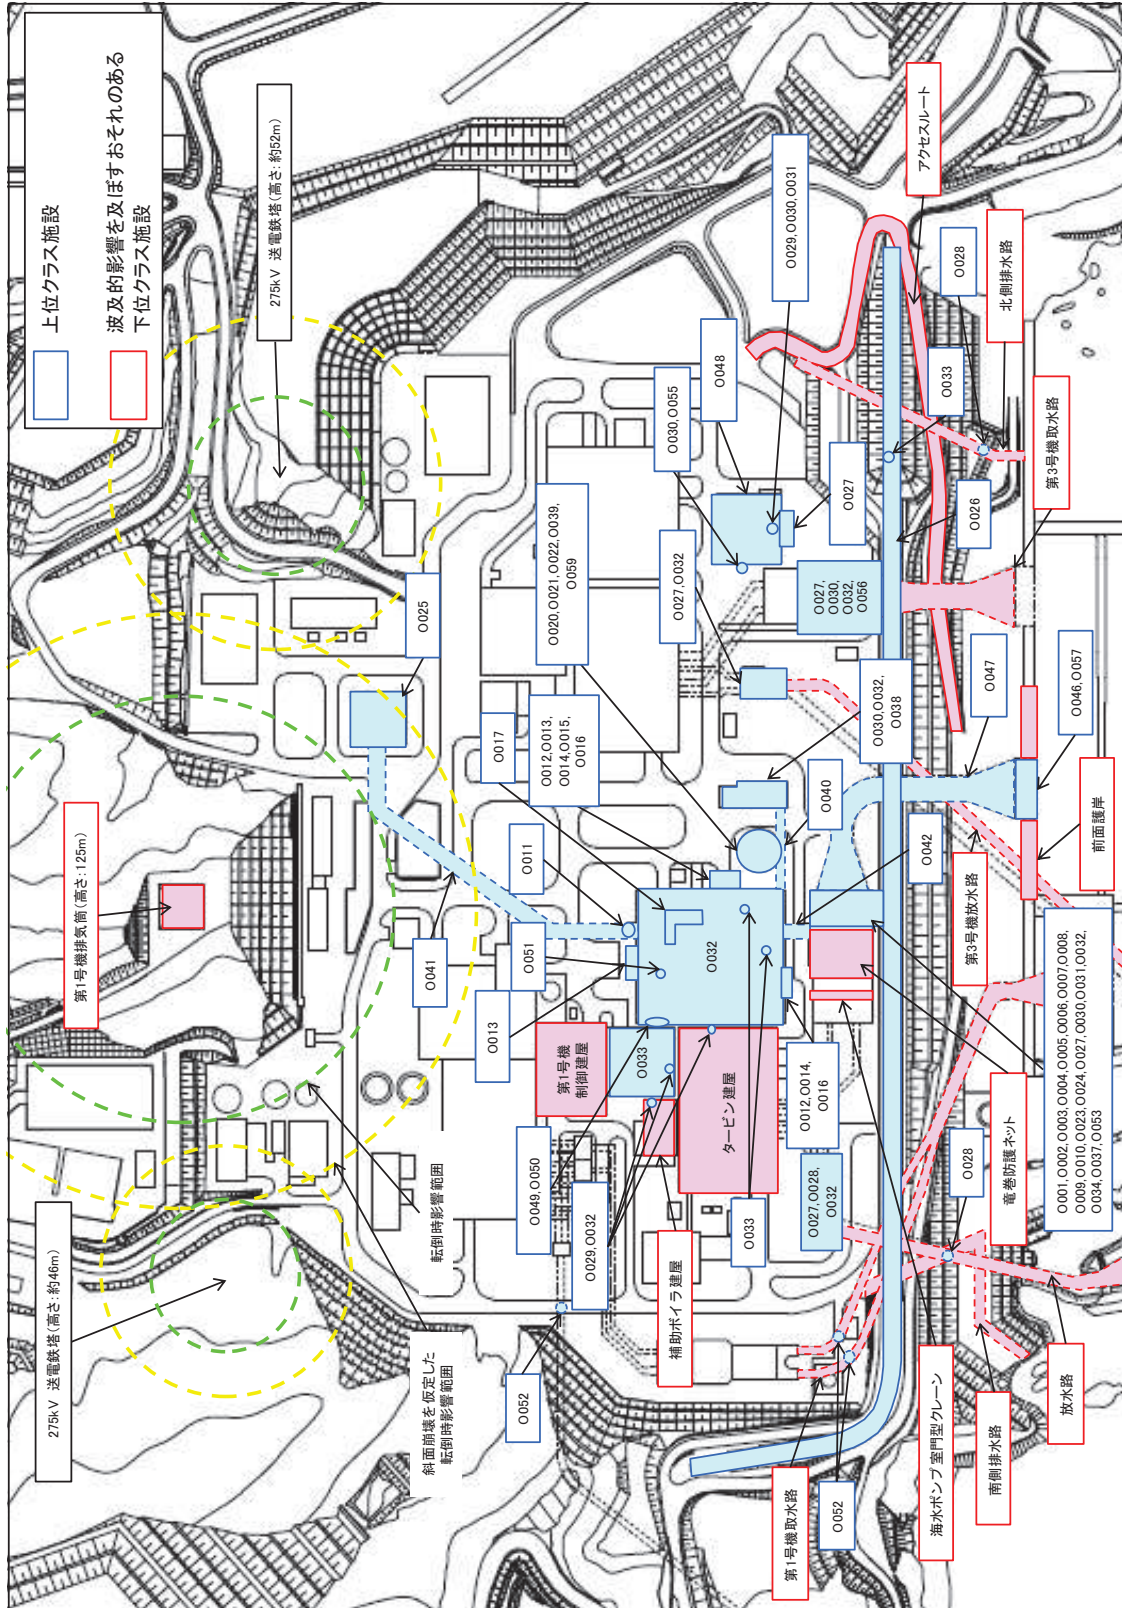 上位クラス施設
波及的影響を及ぼすおそれのある
下位クラス施設
275kV 送電鉄塔(高さ:約52m)
第1号機排気筒(高さ:125m)
275kV 送電鉄塔(高さ:約46m)
転倒時影響範囲
斜面崩壊を仮定した
転倒時影響範囲
O025
O041
O011
O051
O013
O017
O012,O013,
O014,O015,
O016
O020,O021,O022,O039,
O059
O027,O032
O030,O055
O048
O029,O030,O031
アクセスルート
O028
北側排水路
O033
O027
O026
第3号機取水路
O027,
O030,
O032,
O056
O047
O046,O057
O030,O032,
O038
O040
O042
前面護岸
第3号機放水路
O032
第1号機
制御建屋
O033
タービン建屋
O049,O050
O029,O032
O052
補助ボイラ建屋
O033
O012,O014,
O016
O027,O028,
O032
O028
竜巻防護ネット
O001,O002,O003,O004,O005,O006,O007,O008,
O009,O010,O023,O024,O027,O030,O031,O032,
O034,O037,O053
第1号機取水路
O052
海水ポンプ室門型クレーン
南側排水路
放水路